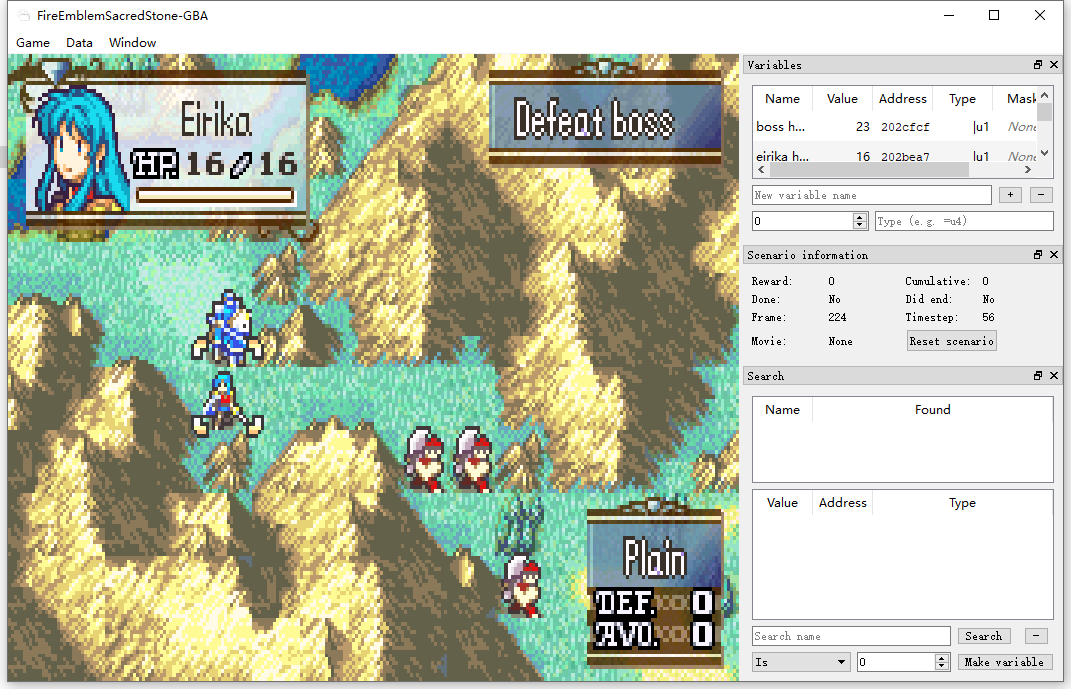 FireEmblemSacredStone-GBA
Game Data Window
Eirika
HP 16/16
Defeat boss
Plain
DEF. 0
AVO. 0
Variables
Name Value Address Type Mask
boss h... 23 202cfcf |u1 None
eirika h... 16 202bea7 |u1 None
New variable name + −
0 Type (e.g. =u4)
Scenario information
Reward: 0 Cumulative: 0
Done: No Did end: No
Frame: 224 Timestep: 56
Movie: None Reset scenario
Search
Name Found
Value Address Type
Search name Search −
Is 0 Make variable